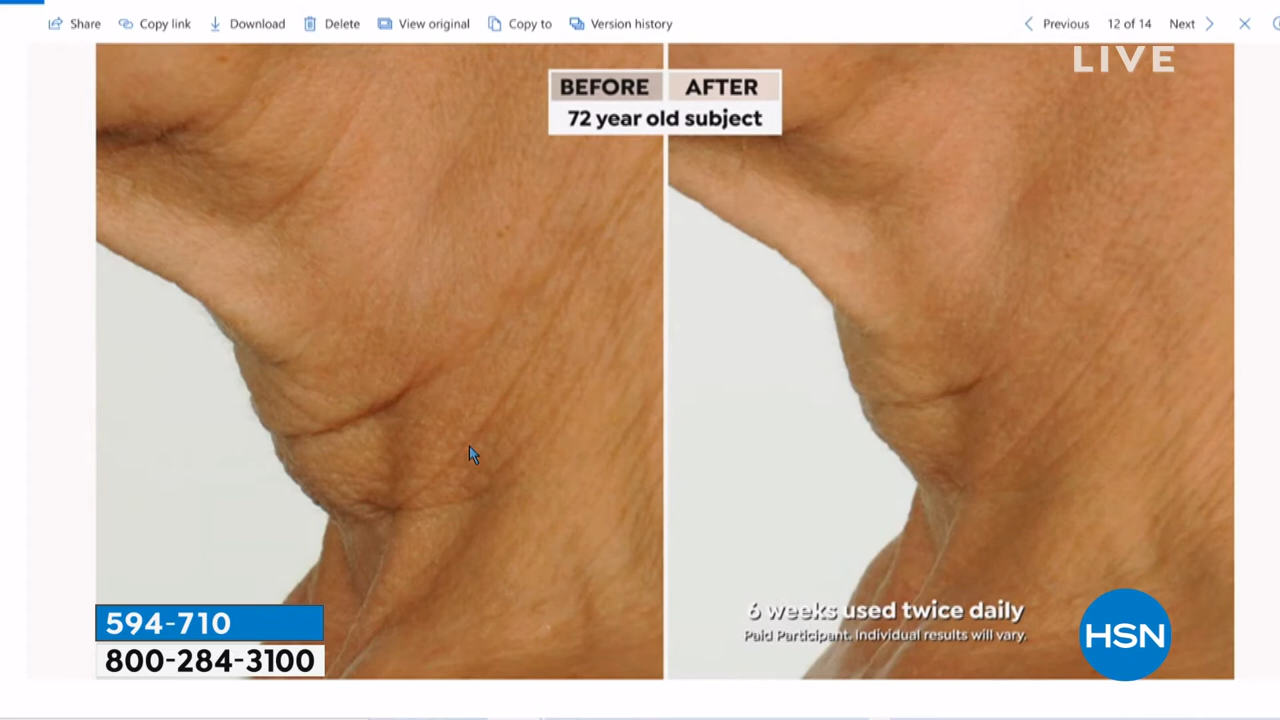 Share Copy link Download Delete View original Copy to Version history Previous 12 of 14 Next
LIVE
BEFORE AFTER
72 year old subject
6 weeks used twice daily
Paid Participant. Individual results will vary.
594-710
800-284-3100
HSN